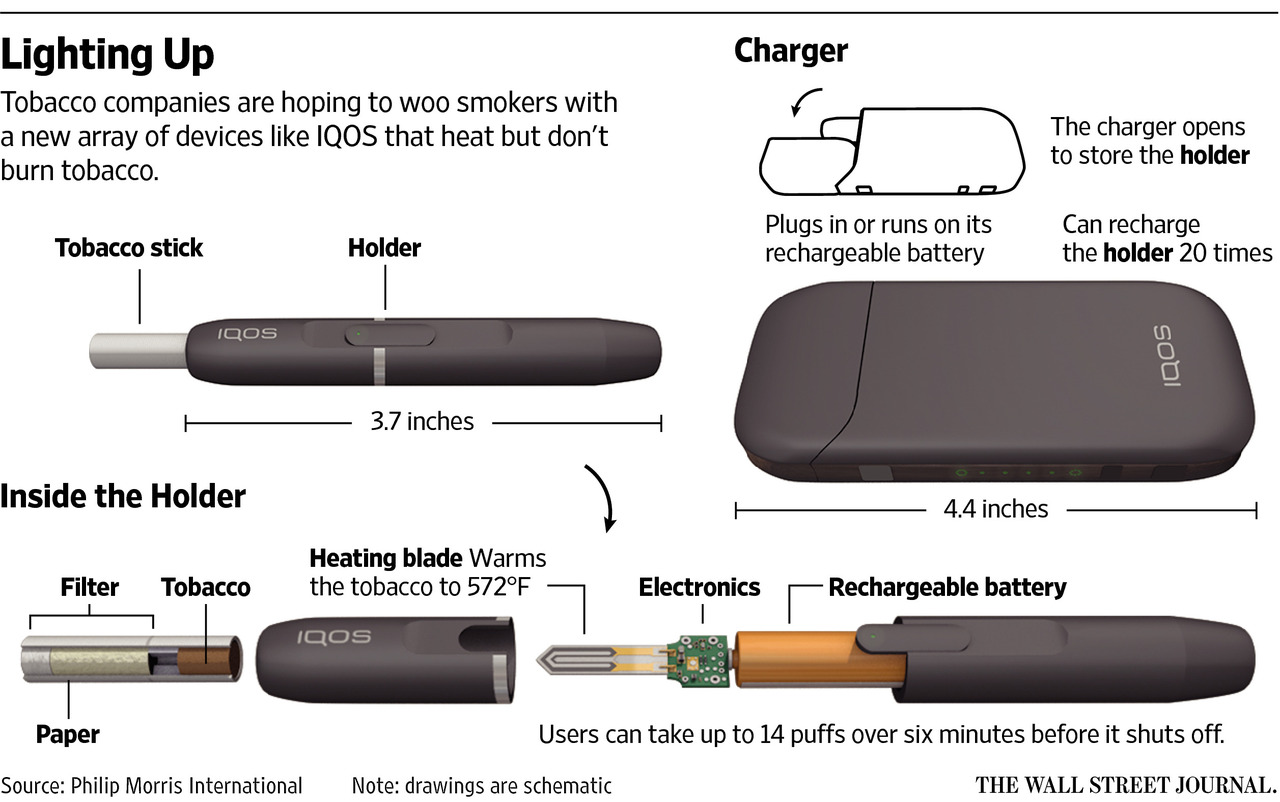 Lighting Up
Tobacco companies are hoping to woo smokers with
a new array of devices like IQOS that heat but don’t
burn tobacco.
Tobacco stick
Holder
IQOS
3.7 inches
Charger
The charger opens
to store the holder
Plugs in or runs on its
rechargeable battery
Can recharge
the holder 20 times
IQOS
4.4 inches
Inside the Holder
Filter
Tobacco
Paper
IQOS
Heating blade Warms
the tobacco to 572°F
Electronics
Rechargeable battery
Users can take up to 14 puffs over six minutes before it shuts off.
Source: Philip Morris International
Note: drawings are schematic
THE WALL STREET JOURNAL.